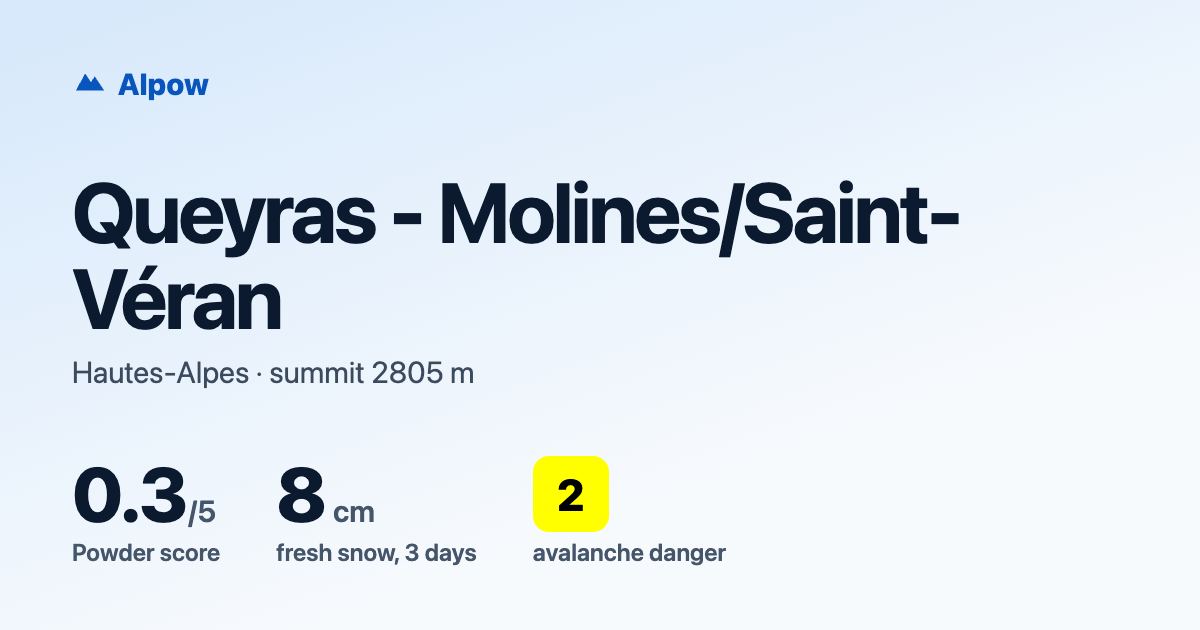 Alpow
Queyras - Molines/Saint-
Véran
Hautes-Alpes · summit 2805 m
0.3/5
Powder score
8 cm
fresh snow, 3 days
2
avalanche danger